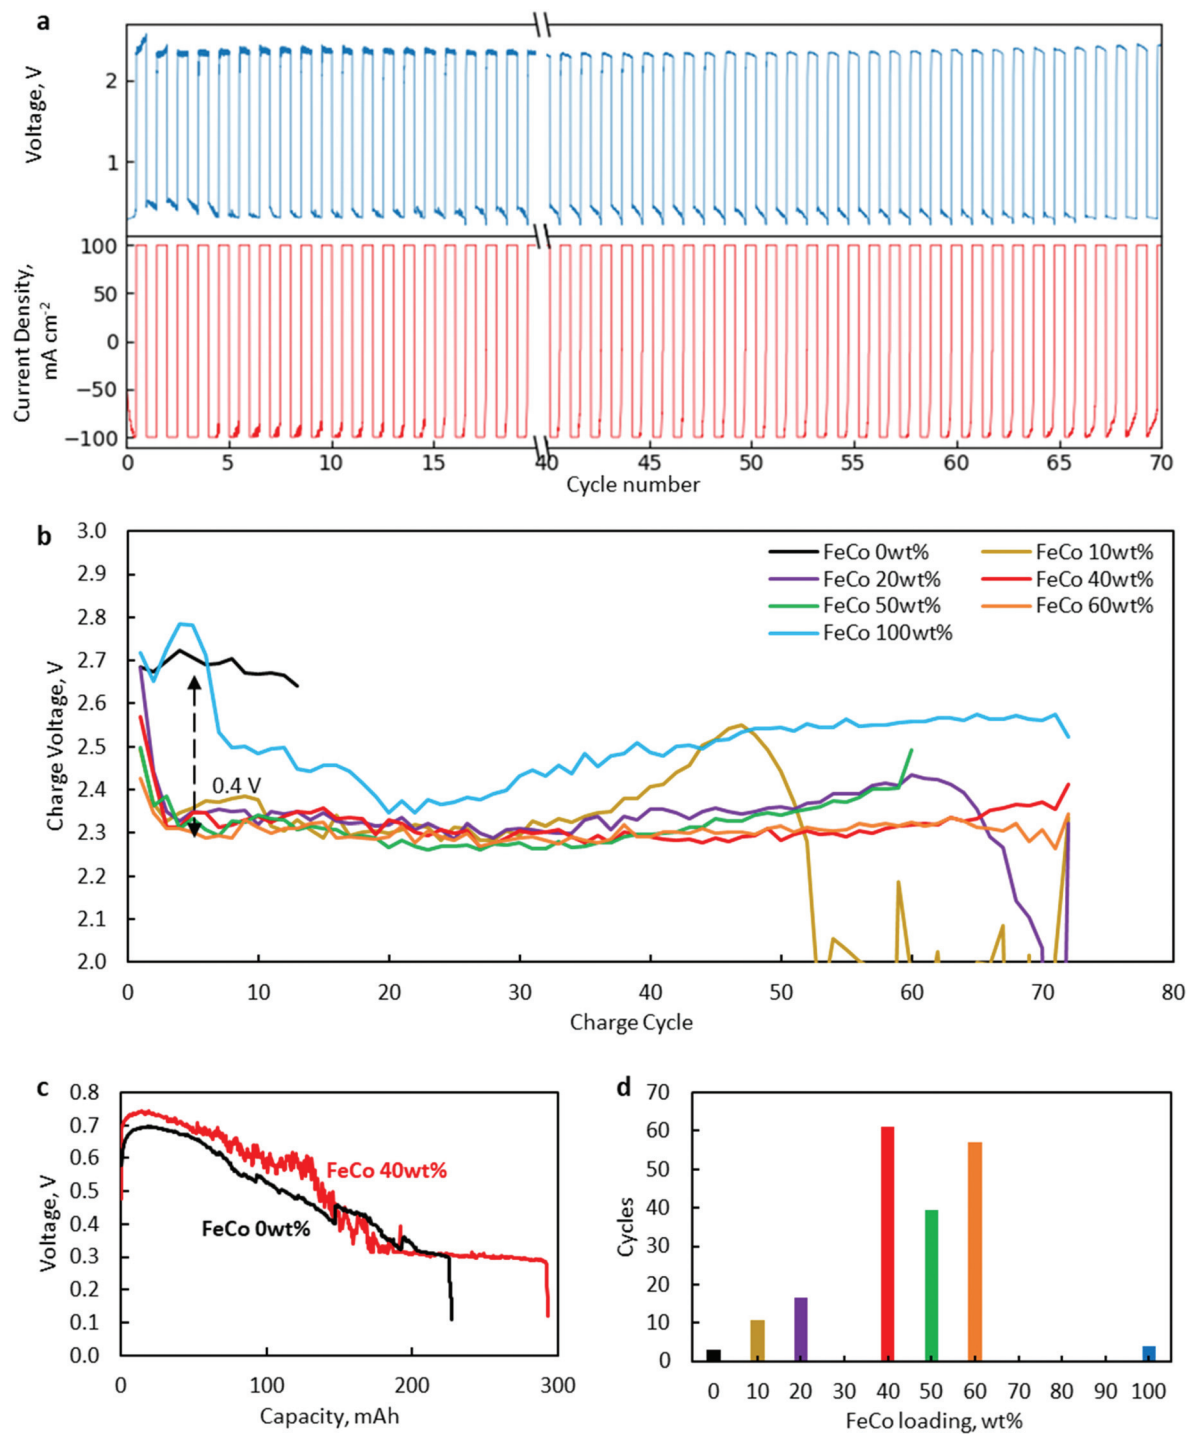 a
Voltage, V
2
1
Current Density,
mA cm-2
100
50
0
−50
−100
0 5 10 15 40 45 50 55 60 65 70
Cycle number
b
Charge Voltage, V
3.0
2.9
2.8
2.7
2.6
2.5
2.4
2.3
2.2
2.1
2.0
FeCo 0wt% FeCo 10wt%
FeCo 20wt% FeCo 40wt%
FeCo 50wt% FeCo 60wt%
FeCo 100wt%
0.4 V
0 10 20 30 40 50 60 70 80
Charge Cycle
c
Voltage, V
0.8
0.7
0.6
0.5
0.4
0.3
0.2
0.1
0.0
FeCo 40wt%
FeCo 0wt%
0 100 200 300
Capacity, mAh
d
Cycles
70
60
50
40
30
20
10
0
0 10 20 30 40 50 60 70 80 90 100
FeCo loading, wt%